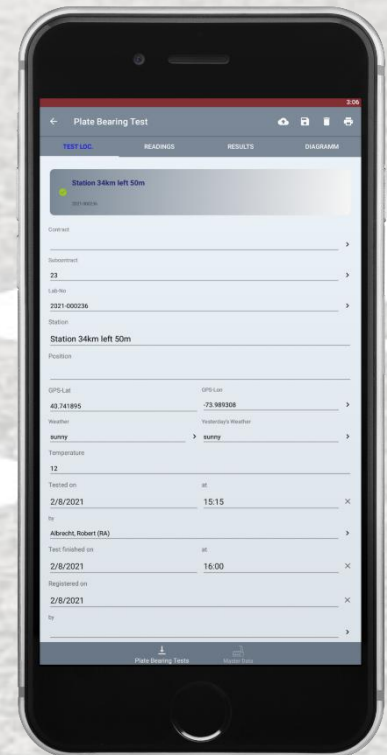 3:06
Plate Bearing Test
TEST LOC. READINGS RESULTS DIAGRAMM
Station 34km left 50m
2021-000236
Contract
Subcontract
23
Lab-No
2021-000236
Station
Station 34km left 50m
Position
GPS-Lat GPS-Lon
40.741895 -73.989308
Weather Yesterday's Weather
sunny sunny
Temperature
12
Tested on at
2/8/2021 15:15
by
Albrecht, Robert (RA)
Test finished on at
2/8/2021 16:00
Registered on
2/8/2021
by
Plate Bearing Tests Master Data